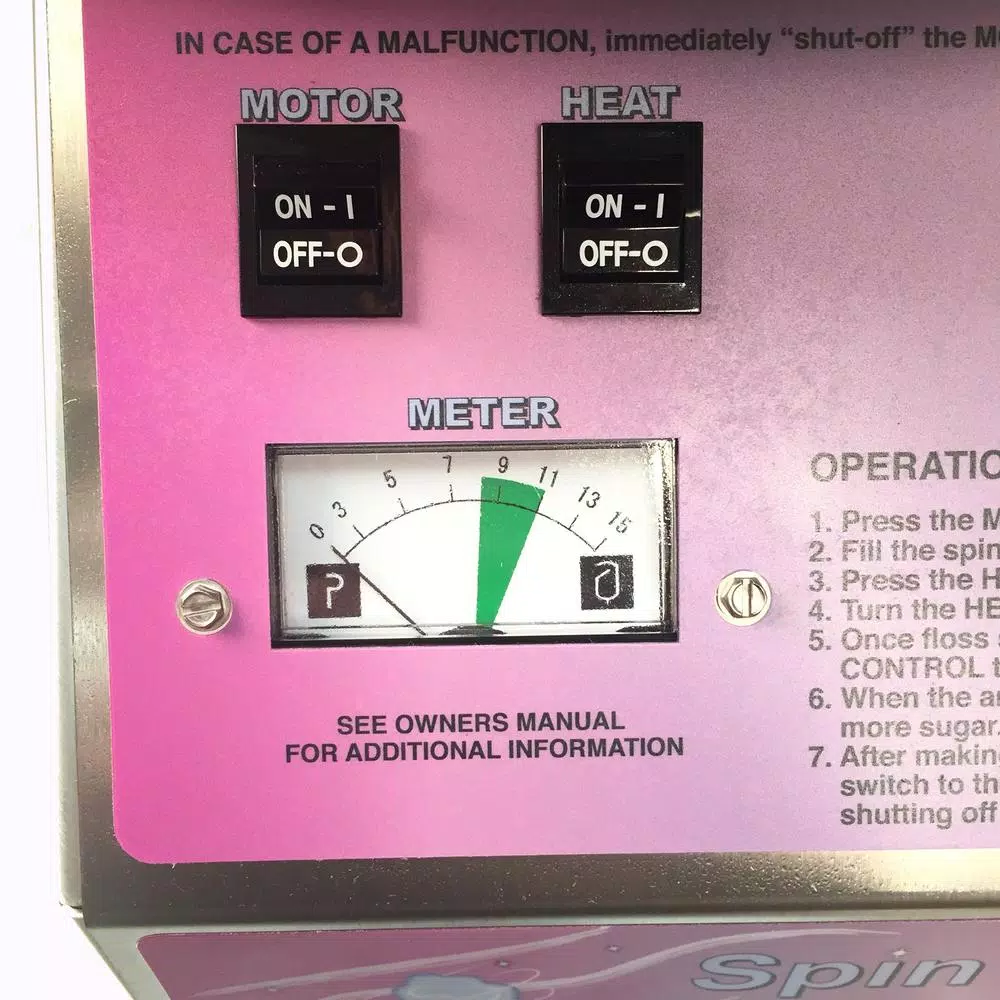 IN CASE OF A MALFUNCTION, immediately “shut-off” the M
MOTOR
HEAT
ON - I
OFF-O
ON - I
OFF-O
METER
0 3 5 7 9 11 13 15
SEE OWNERS MANUAL
FOR ADDITIONAL INFORMATION
OPERATIO
1. Press the M
2. Fill the spin
3. Press the H
4. Turn the HE
5. Once floss
CONTROL t
6. When the a
more sugar.
7. After making
switch to th
shutting off
Spin